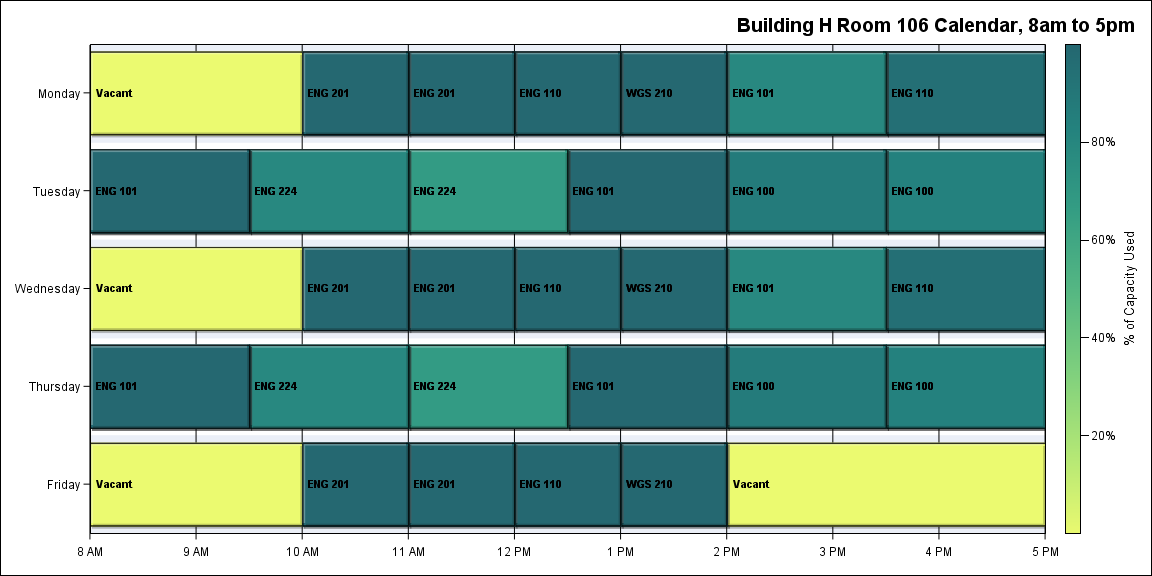 Building H Room 106 Calendar, 8am to 5pm
Monday
Vacant
ENG 201
ENG 201
ENG 110
WGS 210
ENG 101
ENG 110
Tuesday
ENG 101
ENG 224
ENG 224
ENG 101
ENG 100
ENG 100
Wednesday
Vacant
ENG 201
ENG 201
ENG 110
WGS 210
ENG 101
ENG 110
Thursday
ENG 101
ENG 224
ENG 224
ENG 101
ENG 100
ENG 100
Friday
Vacant
ENG 201
ENG 201
ENG 110
WGS 210
Vacant
8 AM
9 AM
10 AM
11 AM
12 PM
1 PM
2 PM
3 PM
4 PM
5 PM
80%
60%
40%
20%
% of Capacity Used